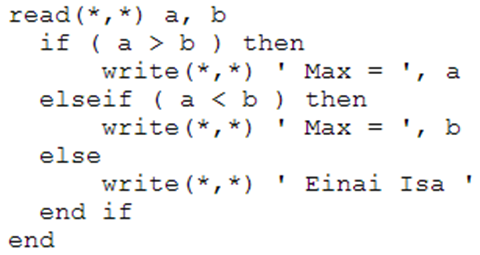 read(*,*) a, b
if ( a > b ) then
write(*,*) ' Max = ', a
elseif ( a < b ) then
write(*,*) ' Max = ', b
else
write(*,*) ' Einai Isa '
end if
end